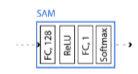 SAM
FC, 128
ReLU
FC, 1
Softmax